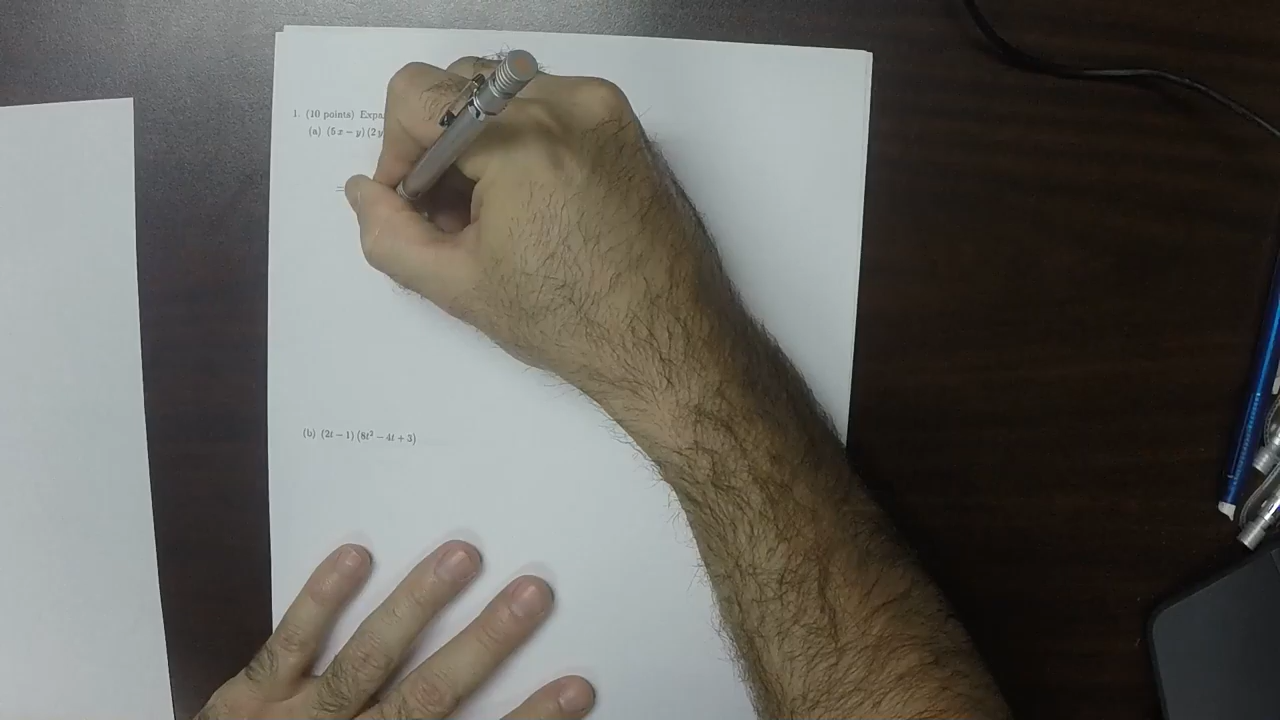 1. (10 points) Expa
(a) (5x − y)(2y
=
(b) (2t − 1)(8t² − 4t + 3)